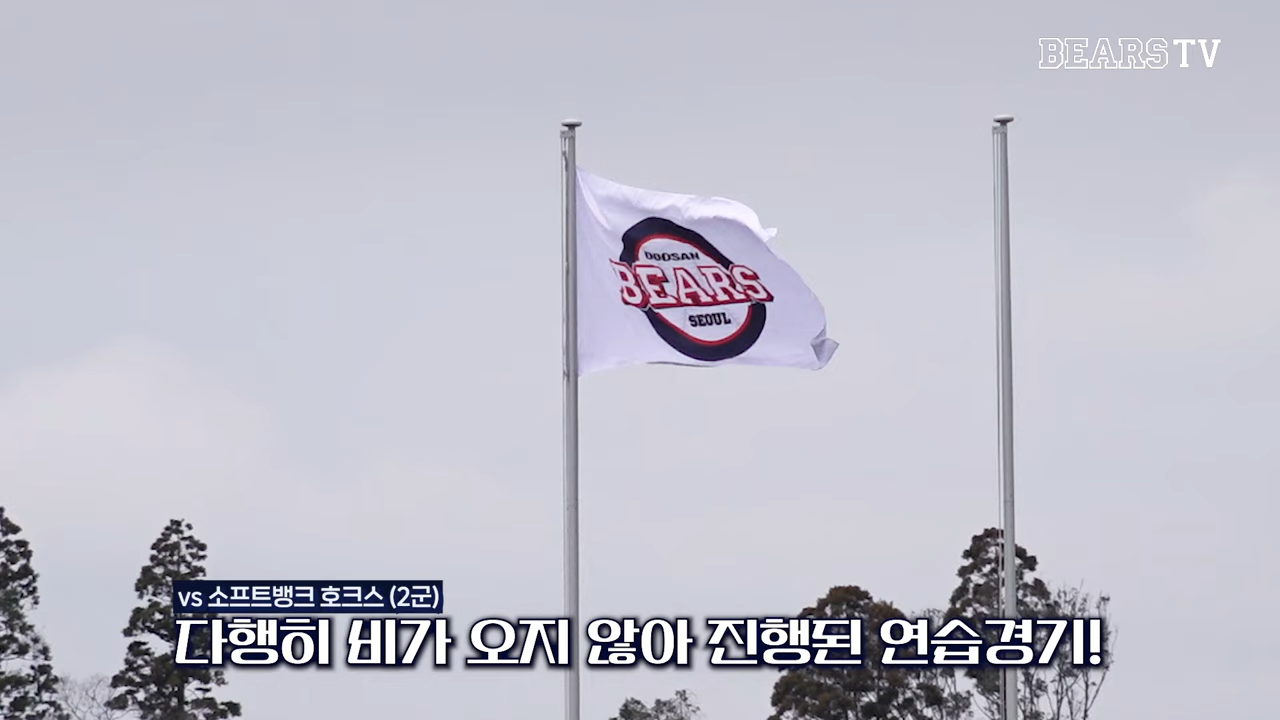 BEARS TV
DOOSAN
BEARS
SEOUL
vs 소프트뱅크 호크스 (2군)
다행히 비가 오지 않아 진행된 연습경기!